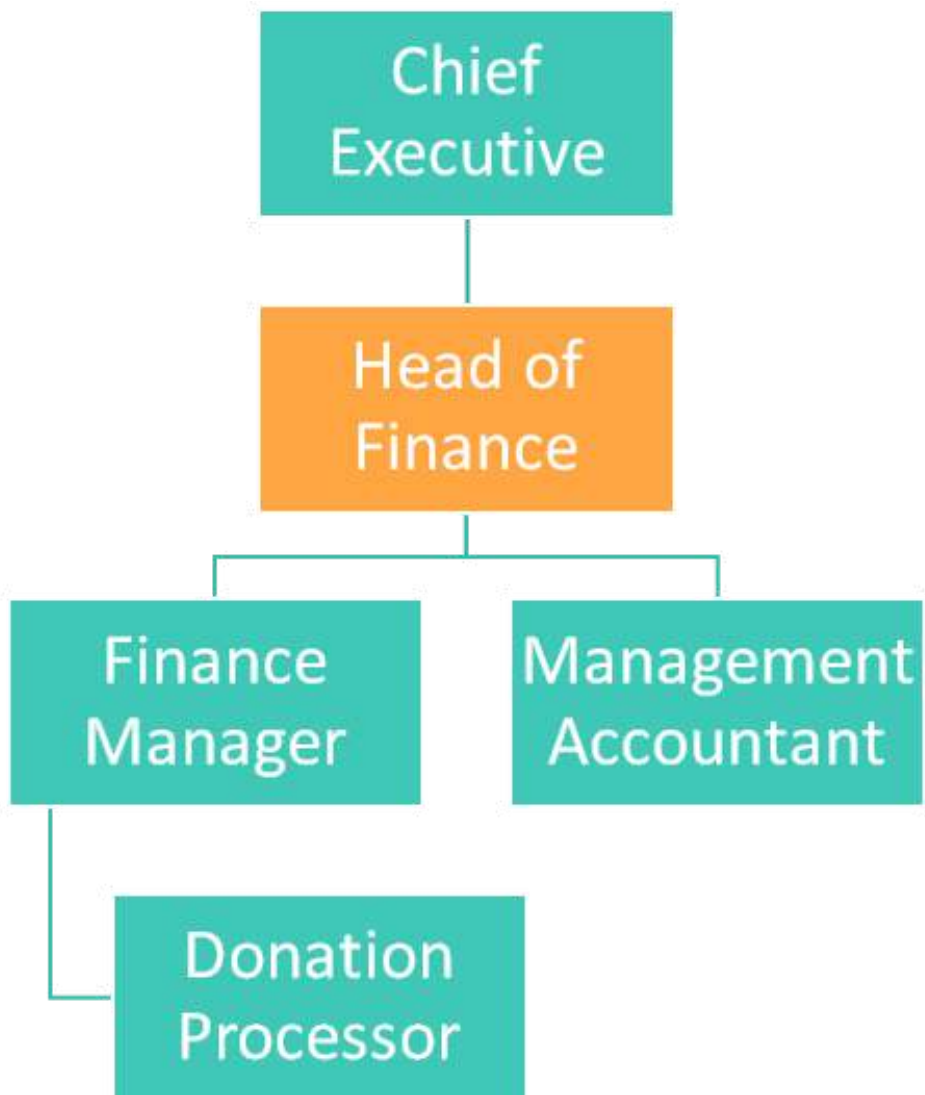 Chief
Executive
Head of
Finance
Finance
Manager
Management
Accountant
Donation
Processor